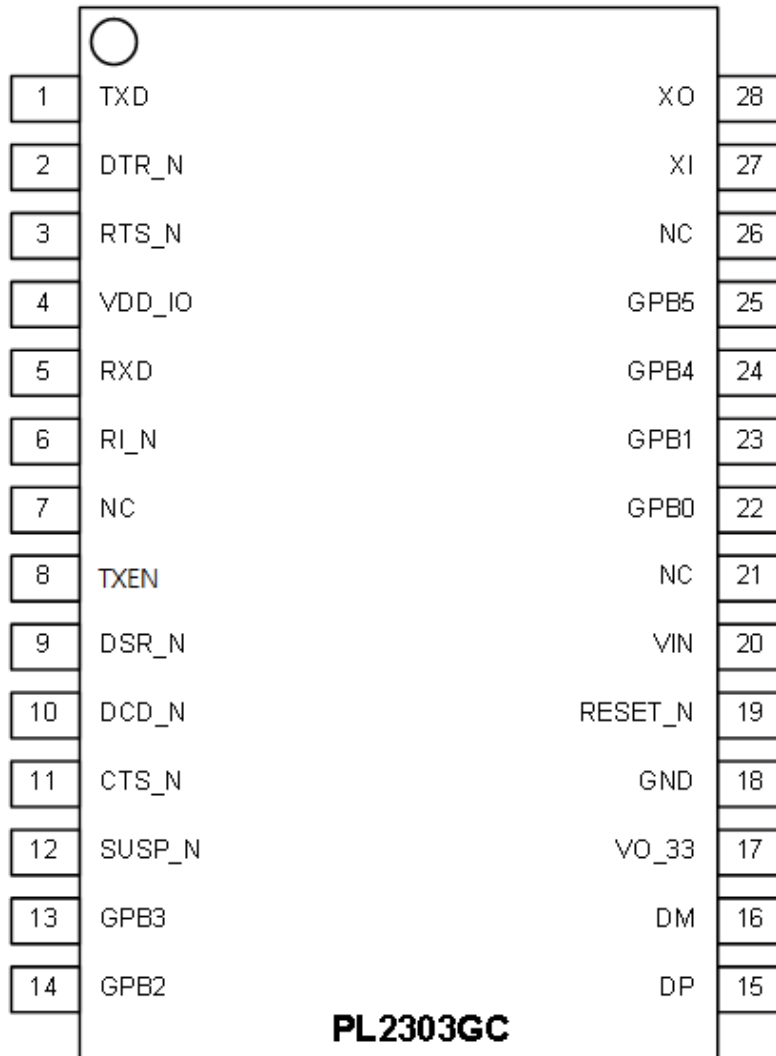 1 TXD XO 28
2 DTR_N XI 27
3 RTS_N NC 26
4 VDD_IO GPB5 25
5 RXD GPB4 24
6 RI_N GPB1 23
7 NC GPB0 22
8 TXEN NC 21
9 DSR_N VIN 20
10 DCD_N RESET_N 19
11 CTS_N GND 18
12 SUSP_N VO_33 17
13 GPB3 DM 16
14 GPB2 DP 15
PL2303GC